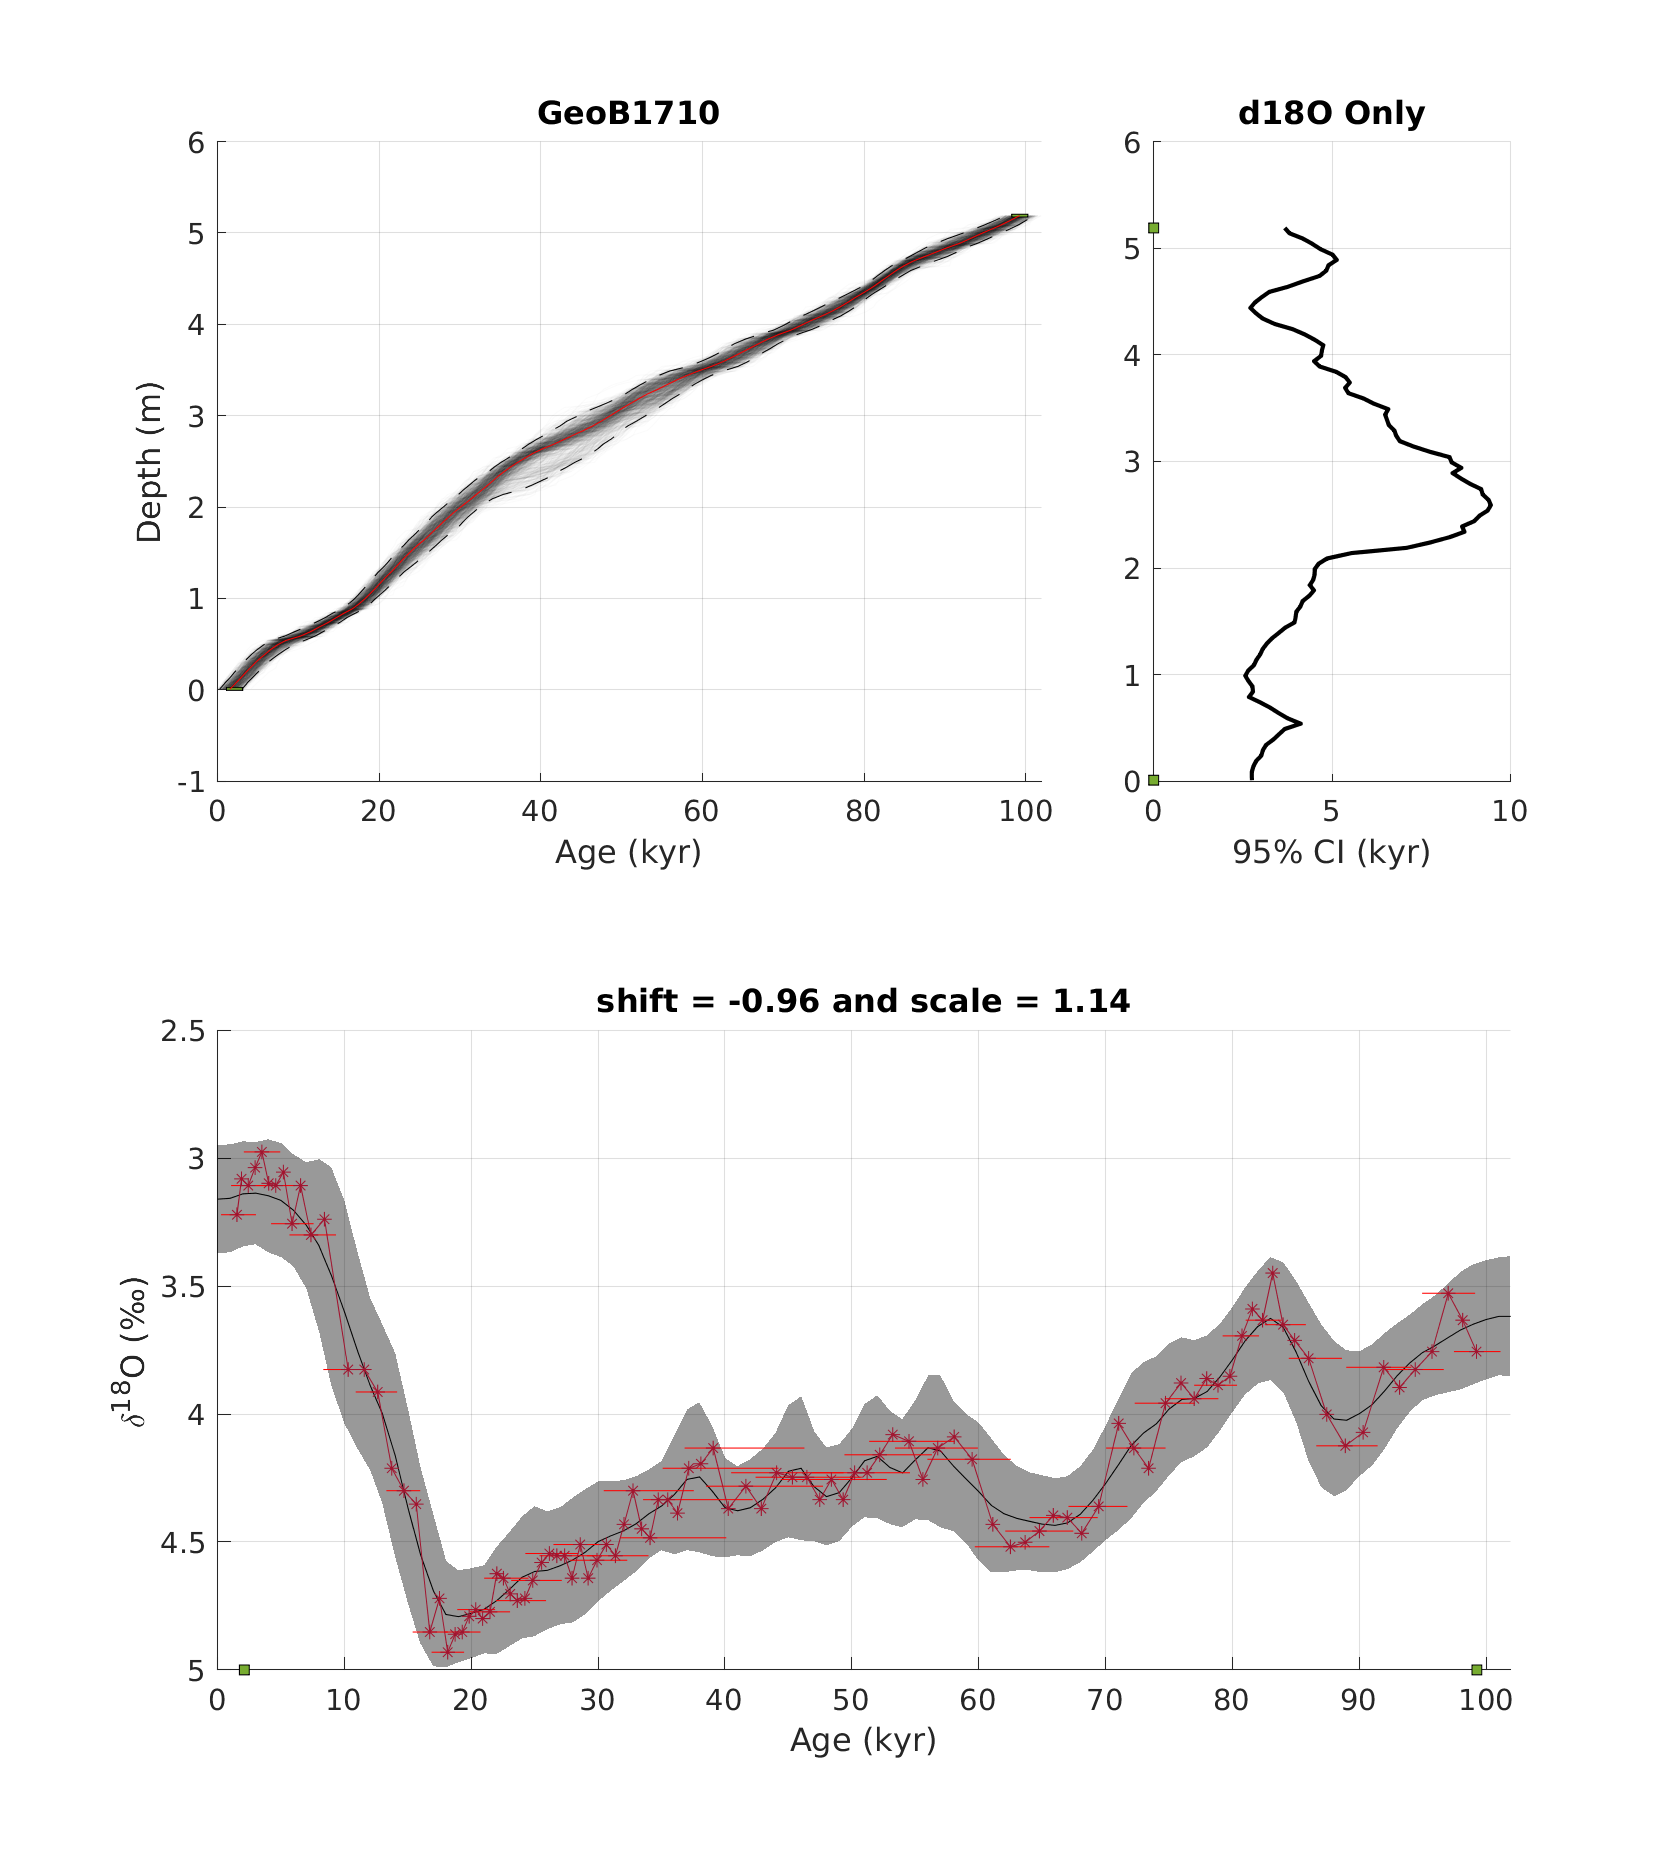 GeoB1710
6
5
4
3
2
1
0
-1
Depth (m)
0 20 40 60 80 100
Age (kyr)
d18O Only
6
5
4
3
2
1
0
0 5 10
95% CI (kyr)
shift = -0.96 and scale = 1.14
2.5
3
3.5
4
4.5
5
δ18O (‰)
0 10 20 30 40 50 60 70 80 90 100
Age (kyr)